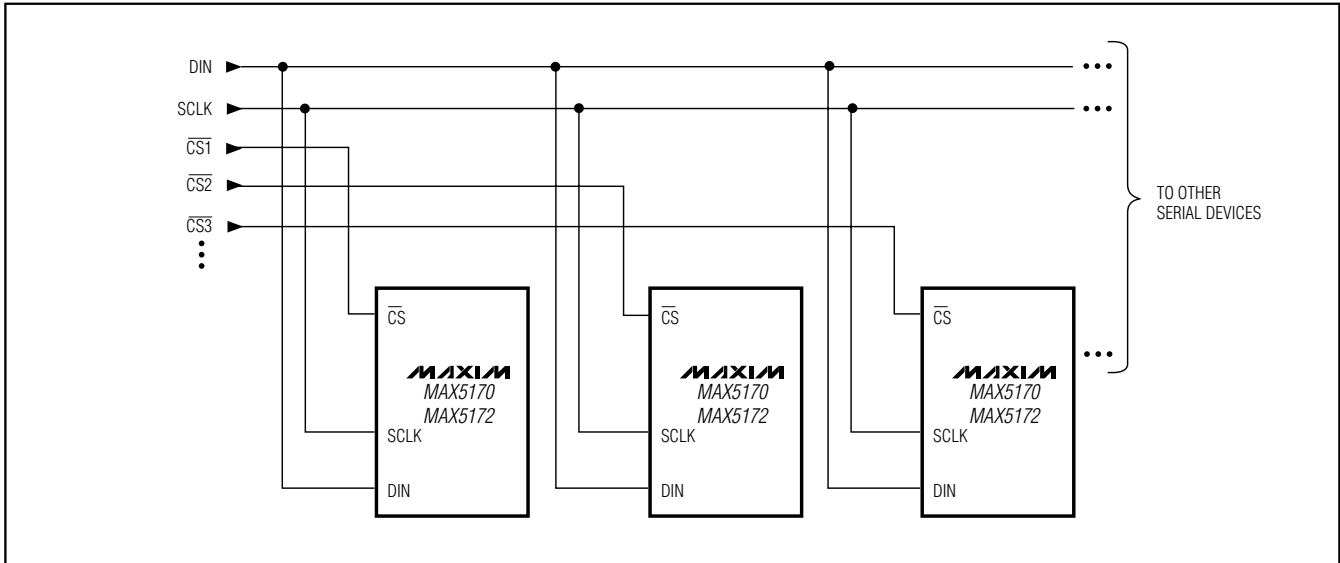 DIN
SCLK
CS1
CS2
CS3
TO OTHER
SERIAL DEVICES
CS
MAXIM
MAX5170
MAX5172
SCLK
DIN
CS
MAXIM
MAX5170
MAX5172
SCLK
DIN
CS
MAXIM
MAX5170
MAX5172
SCLK
DIN